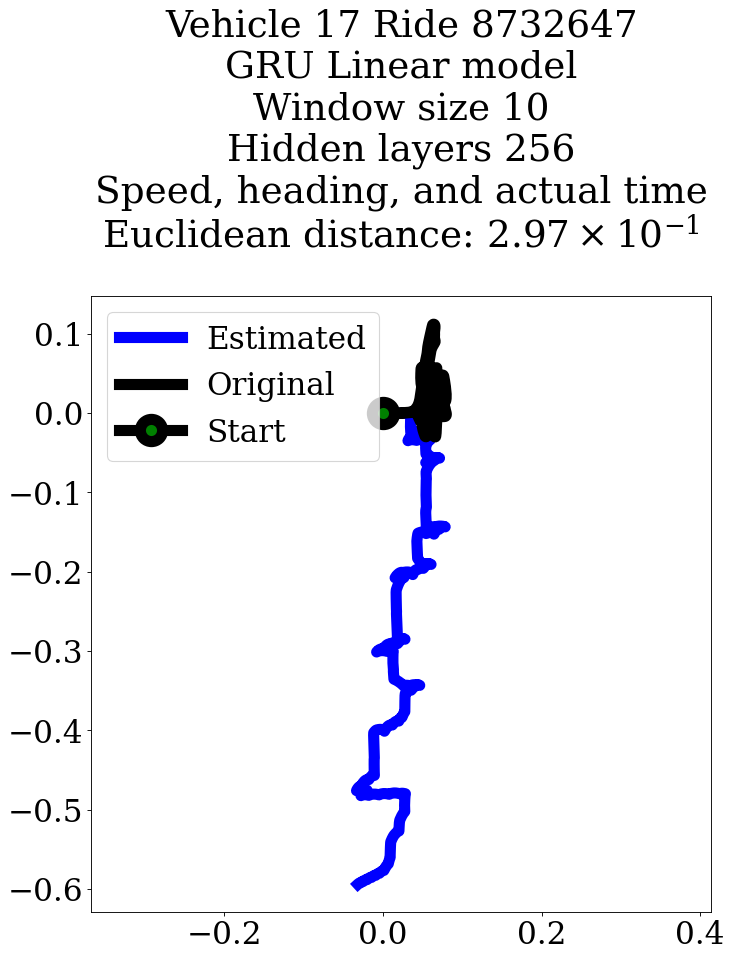 Vehicle 17 Ride 8732647
GRU Linear model
Window size 10
Hidden layers 256
Speed, heading, and actual time
Euclidean distance: 2.97 × 10⁻¹
Estimated
Original
Start
0.1
0.0
−0.1
−0.2
−0.3
−0.4
−0.5
−0.6
−0.2 0.0 0.2 0.4